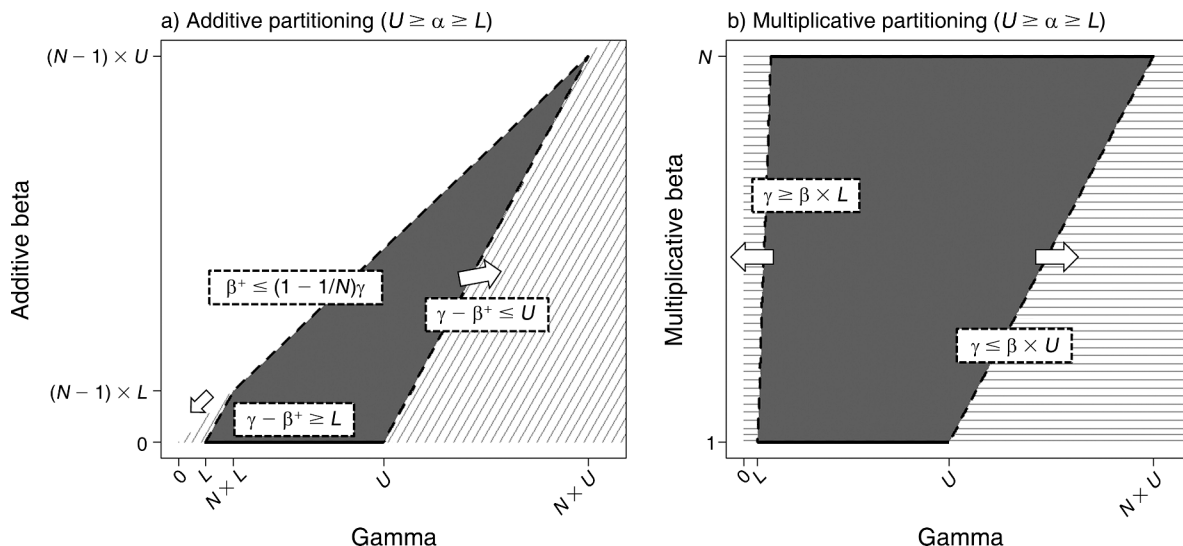 a) Additive partitioning (U ≥ α ≥ L)
(N − 1) × U
(N − 1) × L
0
Additive beta
β⁺ ≤ (1 − 1/N)γ
γ − β⁺ ≤ U
γ − β⁺ ≥ L
0
L
N × L
U
N × U
Gamma
b) Multiplicative partitioning (U ≥ α ≥ L)
N
1
Multiplicative beta
γ ≥ β × L
γ ≤ β × U
0
L
U
N × U
Gamma